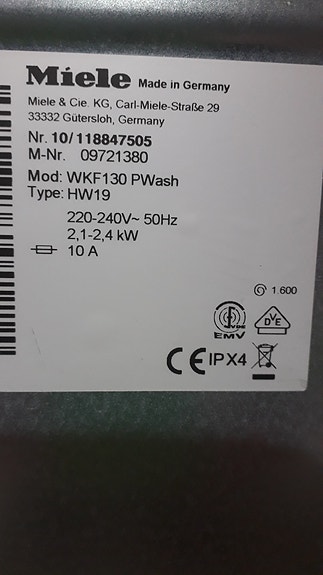 Miele Made in Germany
Miele & Cie. KG, Carl-Miele-Straße 29
33332 Gütersloh, Germany
Nr. 10/118847505
M-Nr. 09721380
Mod: WKF130 PWash
Type: HW19
220-240V~ 50Hz
2,1-2,4 kW
10 A
1.600
VDE
EMV
DVE
CE IPX4